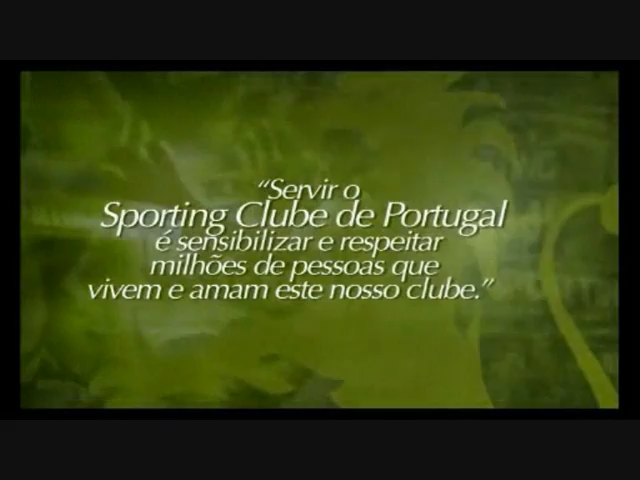 “Servir o
Sporting Clube de Portugal
é sensibilizar e respeitar
milhões de pessoas que
vivem e amam este nosso clube.”